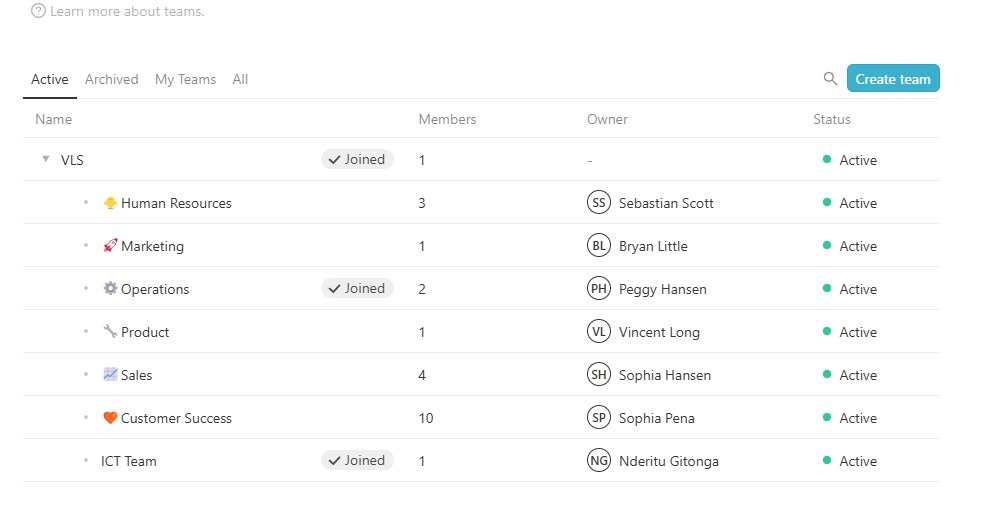 Learn more about teams.
Active Archived My Teams All Create team
Name Members Owner Status
VLS Joined 1 - Active
Human Resources 3 SS Sebastian Scott Active
Marketing 1 BL Bryan Little Active
Operations Joined 2 PH Peggy Hansen Active
Product 1 VL Vincent Long Active
Sales 4 SH Sophia Hansen Active
Customer Success 10 SP Sophia Pena Active
ICT Team Joined 1 NG Nderitu Gitonga Active